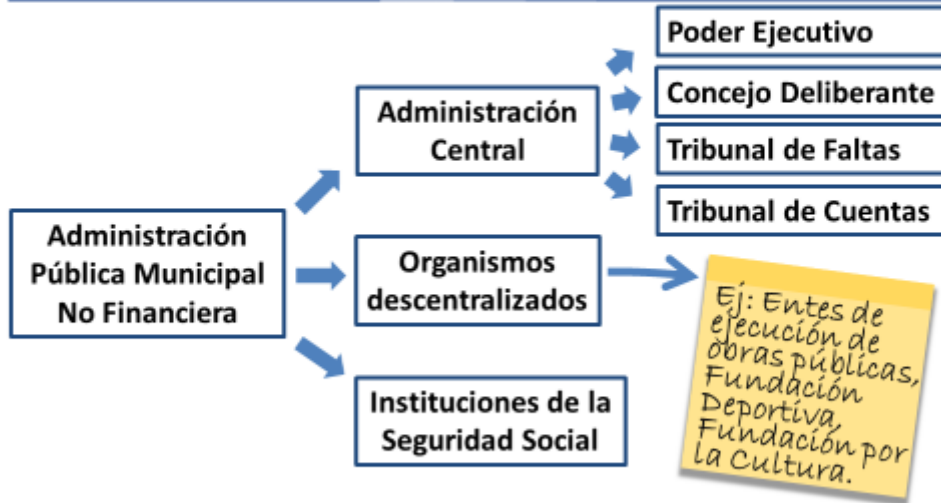 Poder Ejecutivo
Concejo Deliberante
Tribunal de Faltas
Tribunal de Cuentas
Administración
Central
Administración
Pública Municipal
No Financiera
Organismos
descentralizados
Ej: Entes de
ejecución de
obras públicas,
Fundación
Deportiva,
Fundación por
la Cultura.
Instituciones de la
Seguridad Social